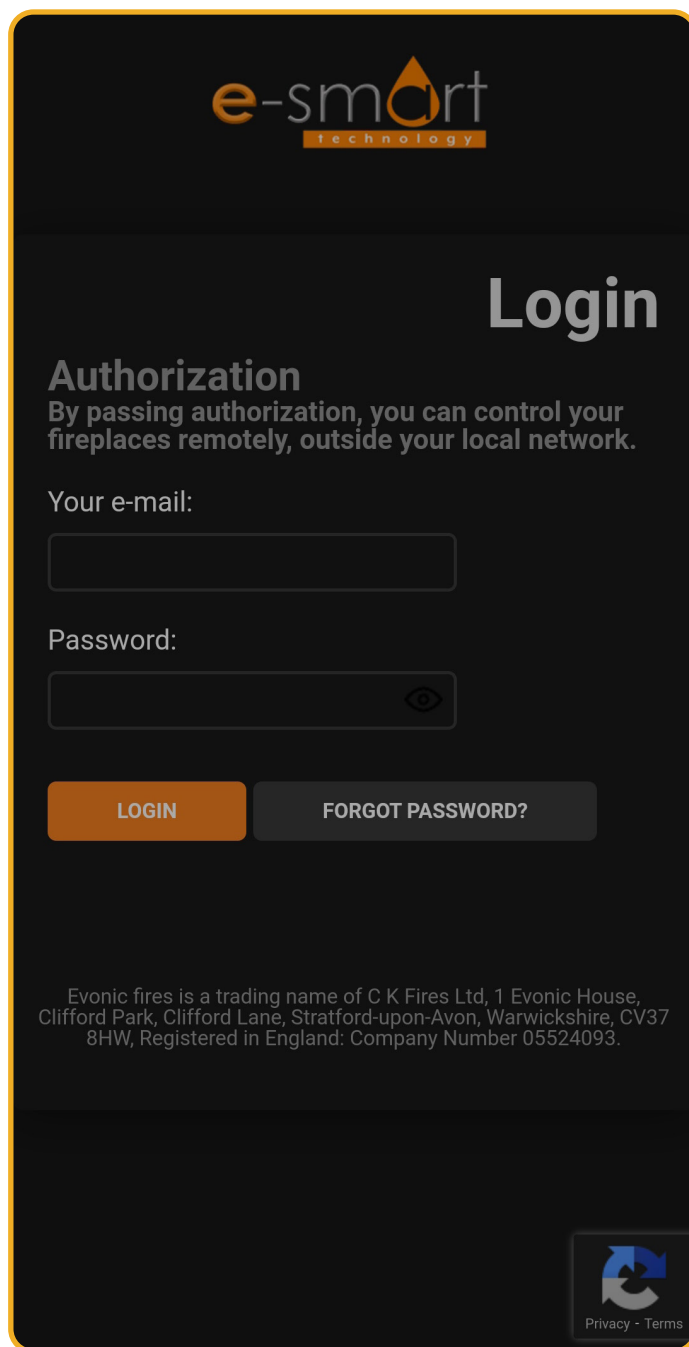 e-smart
technology
Login
Authorization
By passing authorization, you can control your
fireplaces remotely, outside your local network.
Your e-mail:
Password:
LOGIN FORGOT PASSWORD?
Evonic fires is a trading name of C K Fires Ltd, 1 Evonic House,
Clifford Park, Clifford Lane, Stratford-upon-Avon, Warwickshire, CV37
8HW, Registered in England: Company Number 05524093.
Privacy - Terms